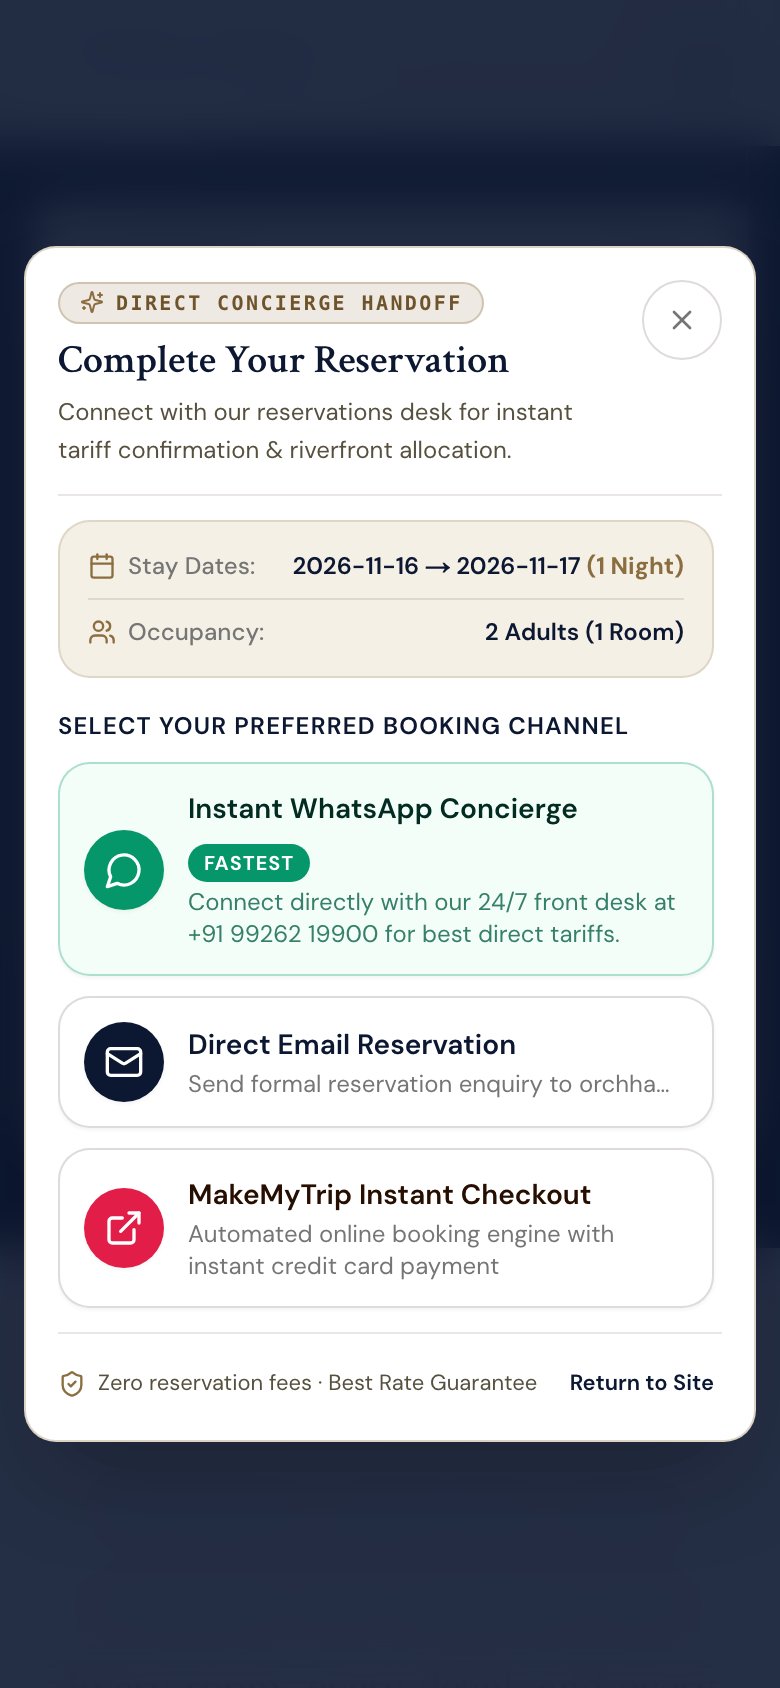 DIRECT CONCIERGE HANDOFF
Complete Your Reservation
Connect with our reservations desk for instant
tariff confirmation & riverfront allocation.
Stay Dates: 2026-11-16 → 2026-11-17 (1 Night)
Occupancy: 2 Adults (1 Room)
SELECT YOUR PREFERRED BOOKING CHANNEL
Instant WhatsApp Concierge
FASTEST
Connect directly with our 24/7 front desk at
+91 99262 19900 for best direct tariffs.
Direct Email Reservation
Send formal reservation enquiry to orchha...
MakeMyTrip Instant Checkout
Automated online booking engine with
instant credit card payment
Zero reservation fees · Best Rate Guarantee Return to Site